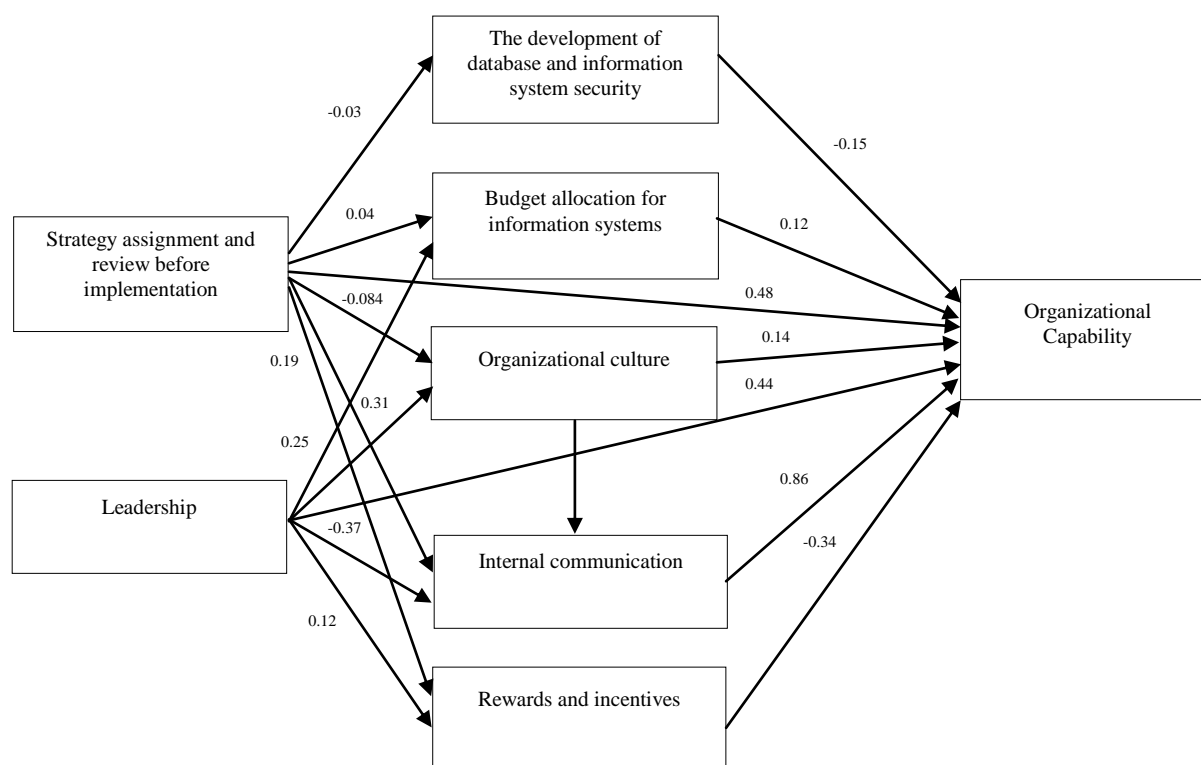 The development of
database and information
system security
-0.03
-0.15
Budget allocation for
information systems
0.04
0.12
Strategy assignment and
review before
implementation
0.48
-0.084
Organizational
Capability
0.14
Organizational culture
0.19
0.44
0.31
0.25
Leadership
0.86
-0.37
-0.34
Internal communication
0.12
Rewards and incentives